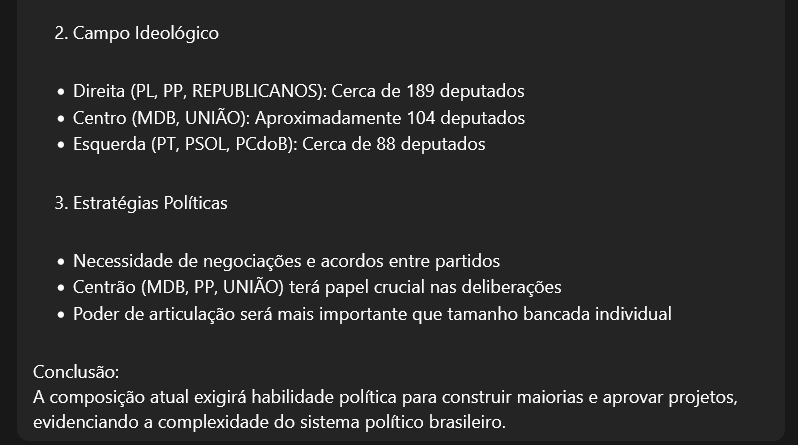 2. Campo Ideológico
• Direita (PL, PP, REPUBLICANOS): Cerca de 189 deputados
• Centro (MDB, UNIÃO): Aproximadamente 104 deputados
• Esquerda (PT, PSOL, PCdoB): Cerca de 88 deputados
3. Estratégias Políticas
• Necessidade de negociações e acordos entre partidos
• Centrão (MDB, PP, UNIÃO) terá papel crucial nas deliberações
• Poder de articulação será mais importante que tamanho bancada individual
Conclusão:
A composição atual exigirá habilidade política para construir maiorias e aprovar projetos,
evidenciando a complexidade do sistema político brasileiro.